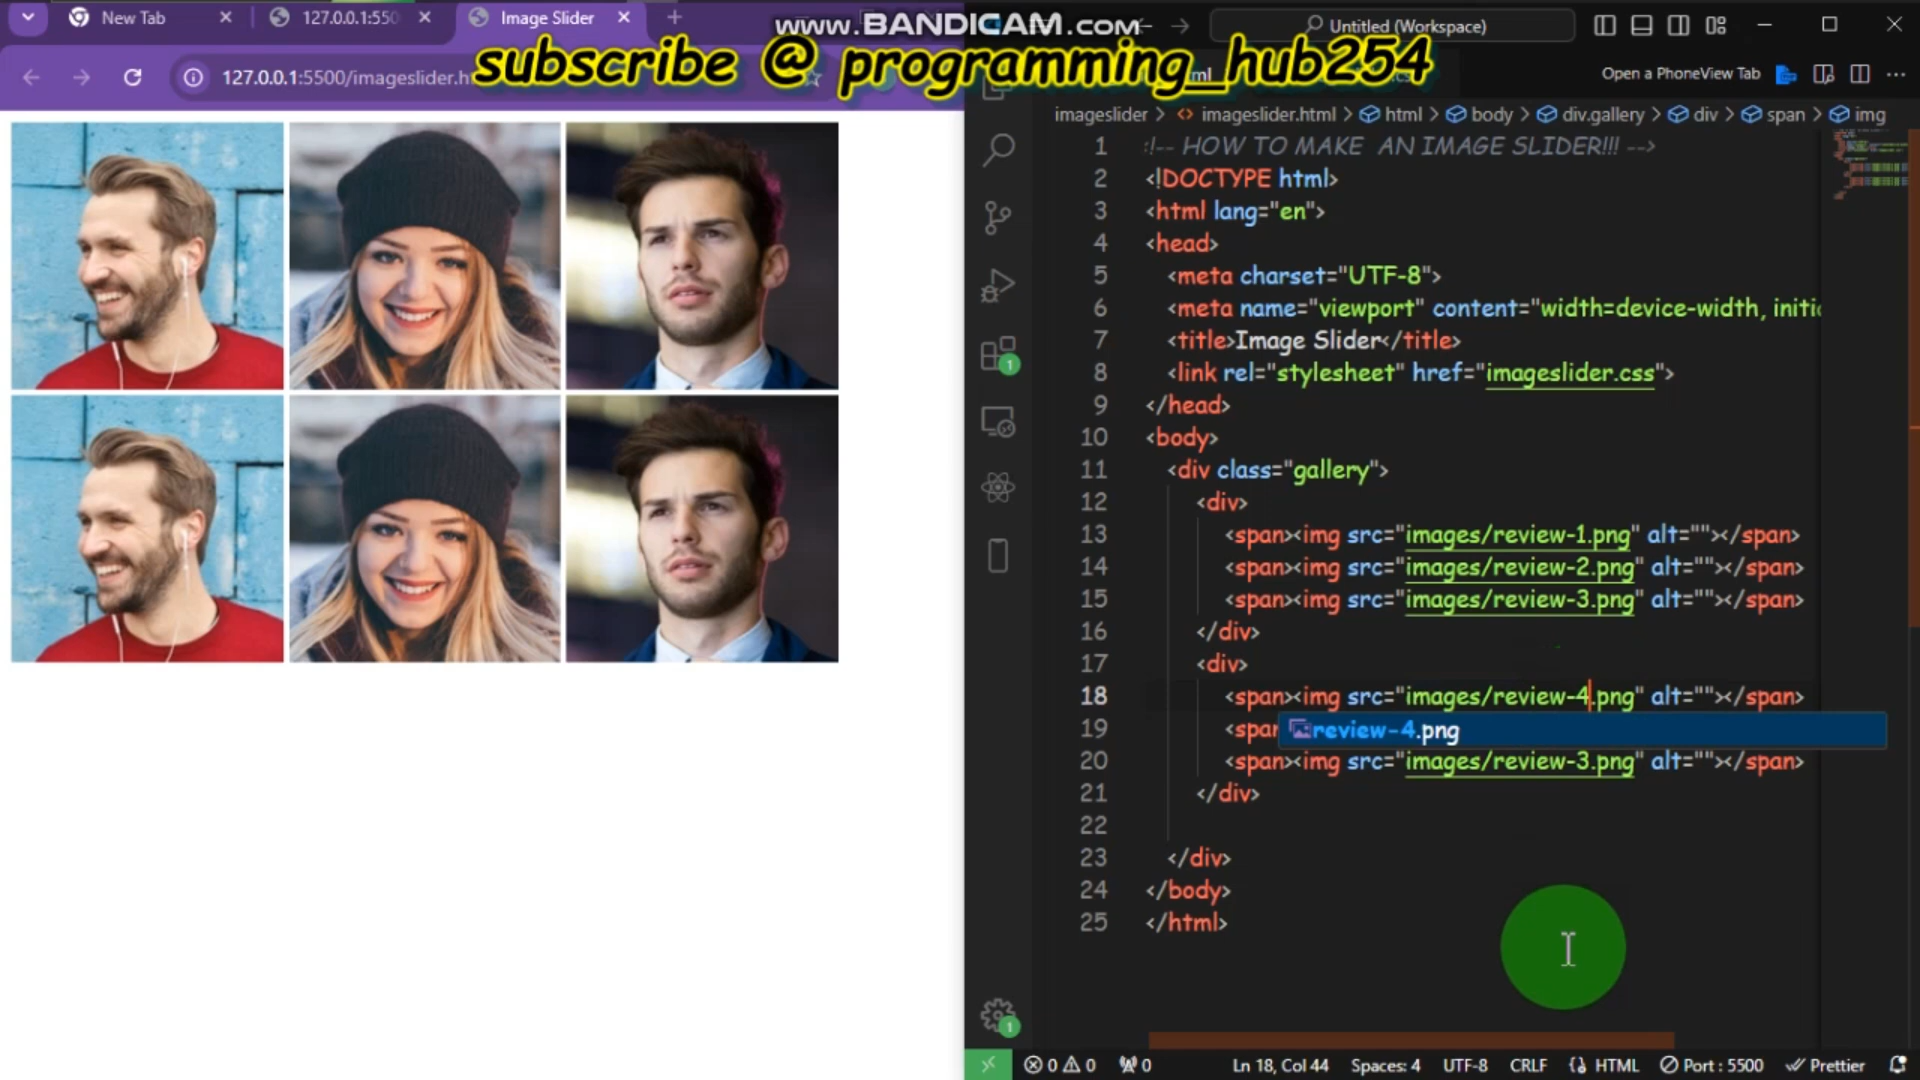 New Tab
127.0.0.1:550
Image Slider
www.BANDICAM.com
Untitled (Workspace)
127.0.0.1:5500/imageslider.h
subscribe @ programming_hub254
Open a PhoneView Tab
imageslider > imageslider.html > html > body > div.gallery > div > span > img
1 :!-- HOW TO MAKE AN IMAGE SLIDER!!! -->
2 <!DOCTYPE html>
3 <html lang="en">
4 <head>
5 <meta charset="UTF-8">
6 <meta name="viewport" content="width=device-width, initi
7 <title>Image Slider</title>
8 <link rel="stylesheet" href="imageslider.css">
9 </head>
10 <body>
11 <div class="gallery">
12 <div>
13 <span><img src="images/review-1.png" alt=""></span>
14 <span><img src="images/review-2.png" alt=""></span>
15 <span><img src="images/review-3.png" alt=""></span>
16 </div>
17 <div>
18 <span><img src="images/review-4.png" alt=""></span>
19 <span
review-4.png
20 <span><img src="images/review-3.png" alt=""></span>
21 </div>
22
23 </div>
24 </body>
25 </html>
1
1
0 0 0 Ln 18, Col 44 Spaces: 4 UTF-8 CRLF {} HTML Port : 5500 Prettier